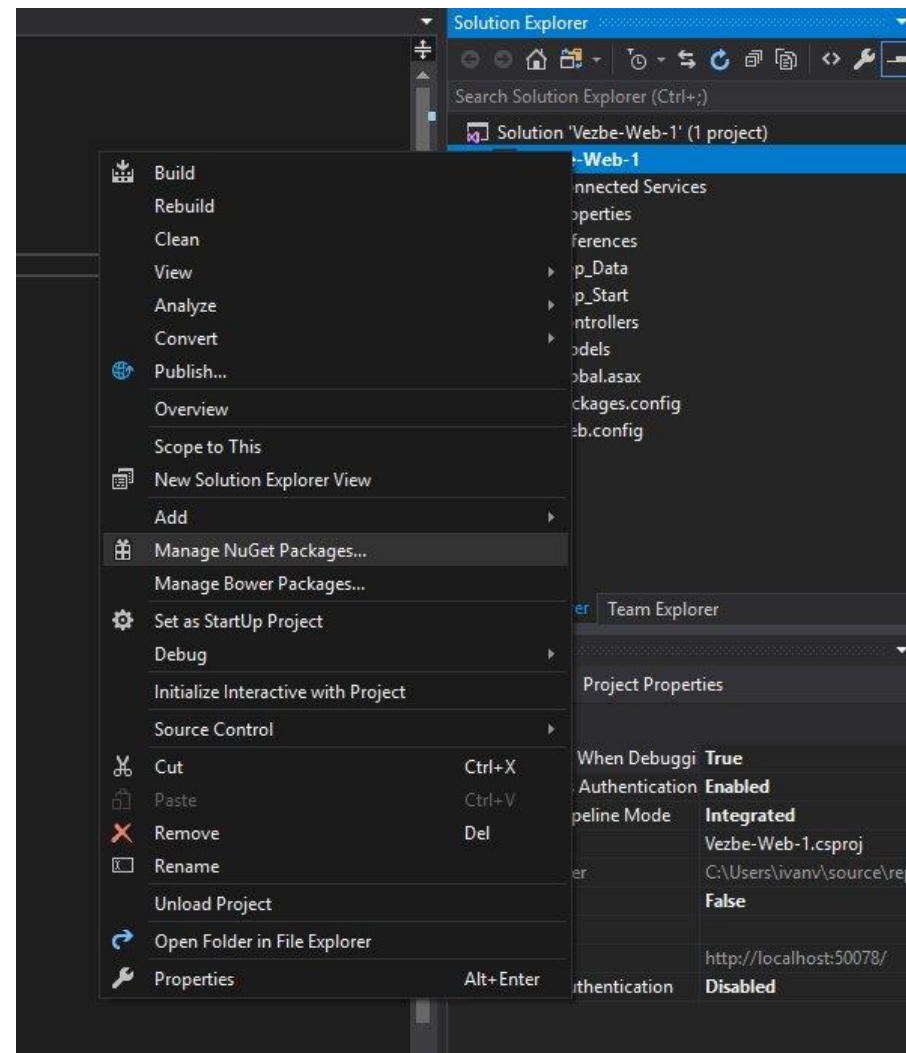 Solution Explorer
Search Solution Explorer (Ctrl+;)
Solution 'Vezbe-Web-1' (1 project)
-Web-1
nnected Services
operties
ferences
p_Data
p_Start
ntrollers
odels
obal.asax
ckages.config
eb.config
Build
Rebuild
Clean
View
Analyze
Convert
Publish...
Overview
Scope to This
New Solution Explorer View
Add
Manage NuGet Packages...
Manage Bower Packages...
Set as StartUp Project
Debug
Initialize Interactive with Project
Source Control
Cut Ctrl+X
Paste Ctrl+V
Remove Del
Rename
Unload Project
Open Folder in File Explorer
Properties Alt+Enter
er Team Explorer
Project Properties
When Debuggi True
Authentication Enabled
peline Mode Integrated
Vezbe-Web-1.csproj
er C:\Users\ivanv\source\rep
False
http://localhost:50078/
uthentication Disabled